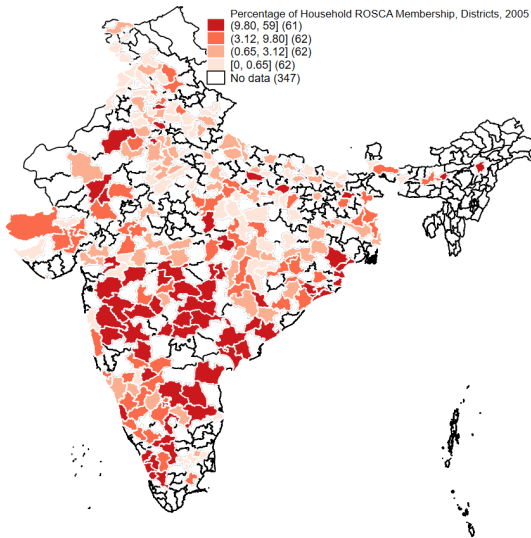 Percentage of Household ROSCA Membership, Districts, 2005
(9.80, 59] (61)
(3.12, 9.80] (62)
(0.65, 3.12] (62)
[0, 0.65] (62)
No data (347)